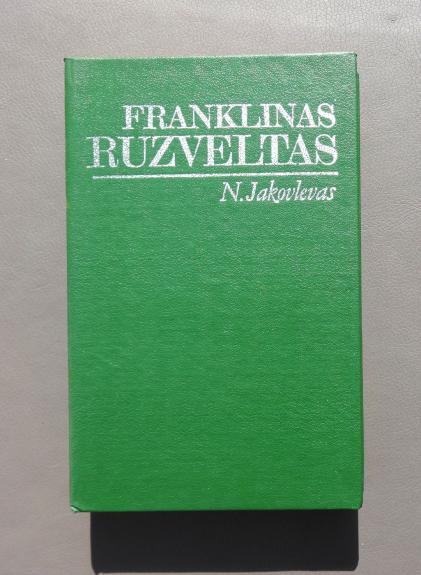 FRANKLINAS
RUZVELTAS
N. Jakovlevas